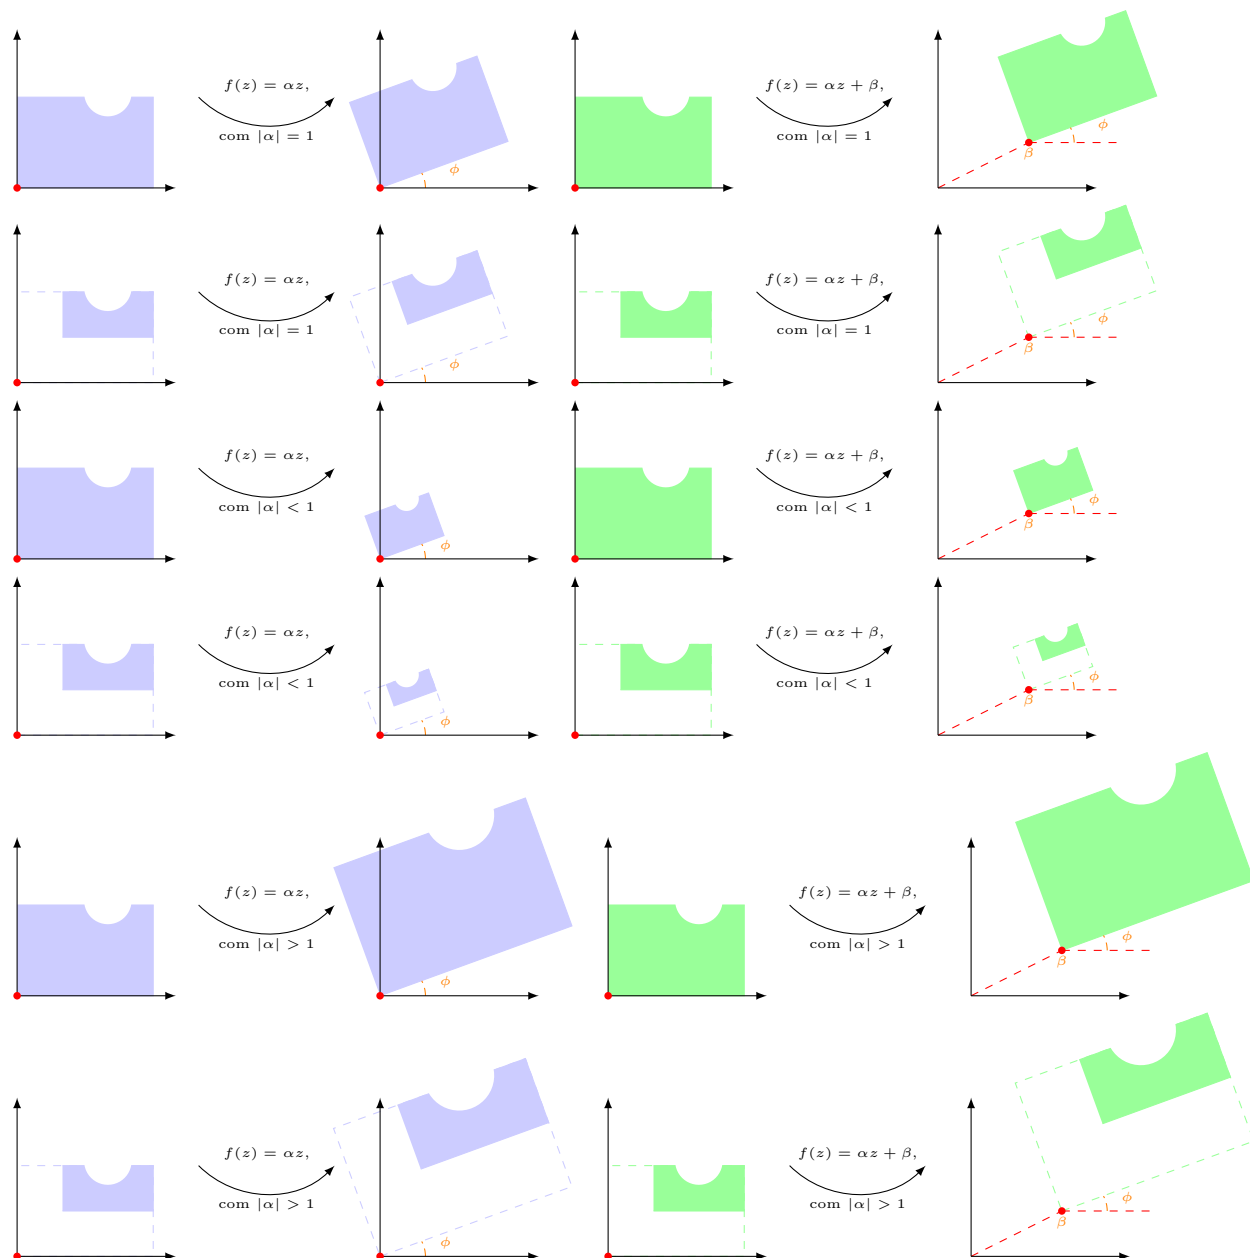 f(z) = αz,
com |α| = 1
ϕ
f(z) = αz + β,
com |α| = 1
ϕ
β
f(z) = αz,
com |α| = 1
ϕ
f(z) = αz + β,
com |α| = 1
ϕ
β
f(z) = αz,
com |α| < 1
ϕ
f(z) = αz + β,
com |α| < 1
ϕ
β
f(z) = αz,
com |α| < 1
ϕ
f(z) = αz + β,
com |α| < 1
ϕ
β
f(z) = αz,
com |α| > 1
ϕ
f(z) = αz + β,
com |α| > 1
ϕ
β
f(z) = αz,
com |α| > 1
ϕ
f(z) = αz + β,
com |α| > 1
ϕ
β